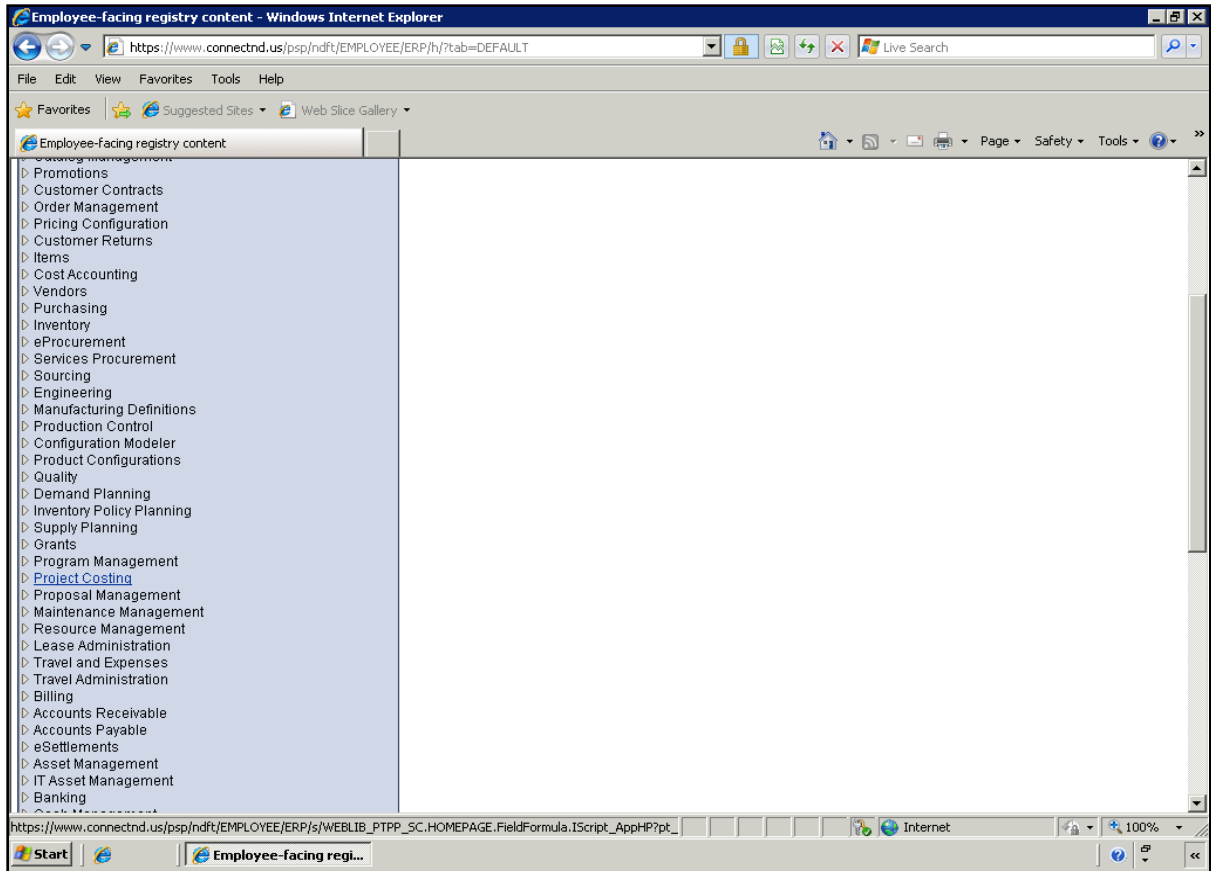 Employee-facing registry content - Windows Internet Explorer
https://www.connectnd.us/psp/ndft/EMPLOYEE/ERP/h/?tab=DEFAULT
Live Search
File Edit View Favorites Tools Help
Favorites Suggested Sites Web Slice Gallery
Employee-facing registry content
Page Safety Tools
Catalog Management
Promotions
Customer Contracts
Order Management
Pricing Configuration
Customer Returns
Items
Cost Accounting
Vendors
Purchasing
Inventory
eProcurement
Services Procurement
Sourcing
Engineering
Manufacturing Definitions
Production Control
Configuration Modeler
Product Configurations
Quality
Demand Planning
Inventory Policy Planning
Supply Planning
Grants
Program Management
Project Costing
Proposal Management
Maintenance Management
Resource Management
Lease Administration
Travel and Expenses
Travel Administration
Billing
Accounts Receivable
Accounts Payable
eSettlements
Asset Management
IT Asset Management
Banking
Cash Management
https://www.connectnd.us/psp/ndft/EMPLOYEE/ERP/s/WEBLIB_PTPP_SC.HOMEPAGE.FieldFormula.IScript_AppHP?pt_
Internet
100%
Start
Employee-facing regi...